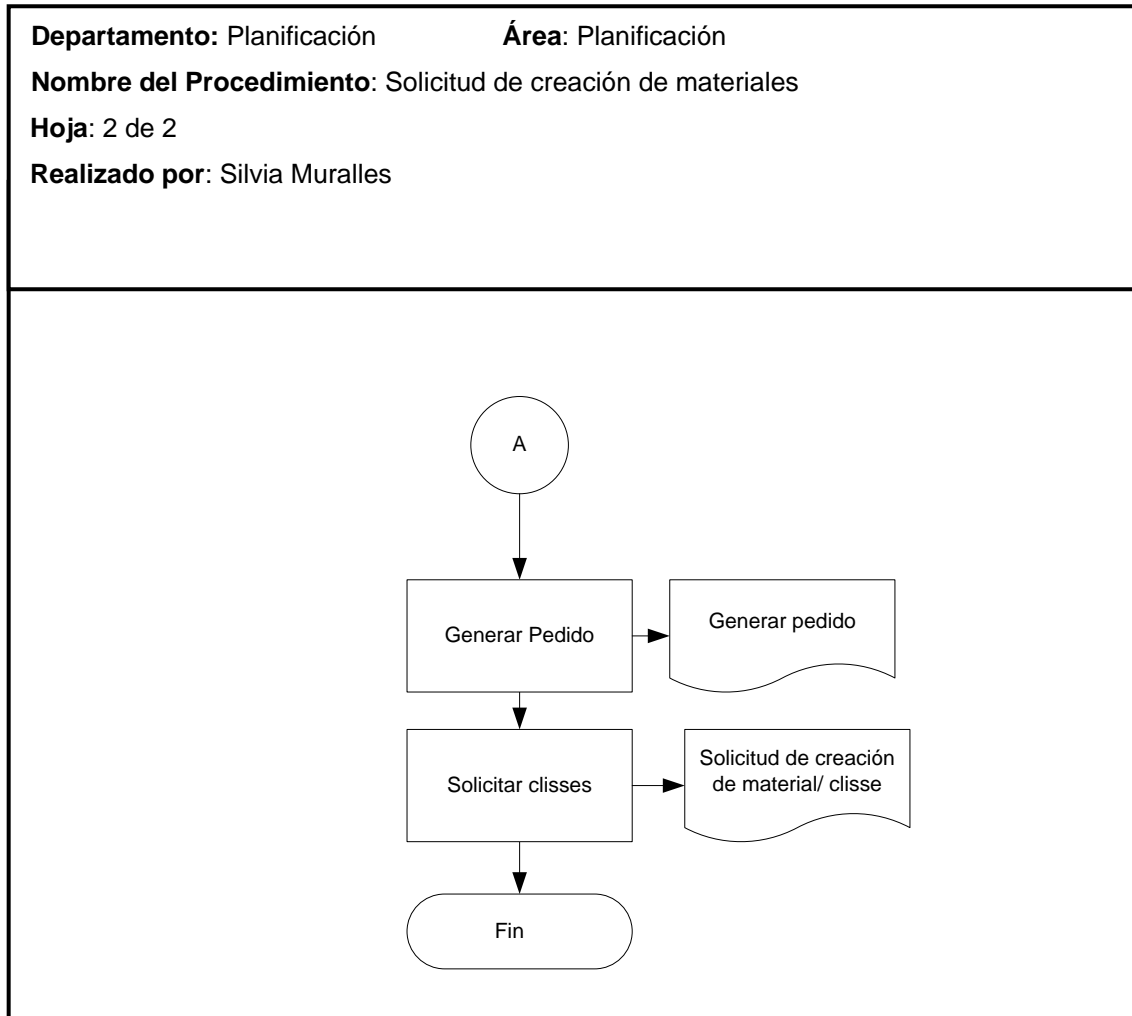 Departamento: Planificación Área: Planificación
Nombre del Procedimiento: Solicitud de creación de materiales
Hoja: 2 de 2
Realizado por: Silvia Muralles
A
Generar Pedido
Generar pedido
Solicitar clisses
Solicitud de creación
de material/ clisse
Fin